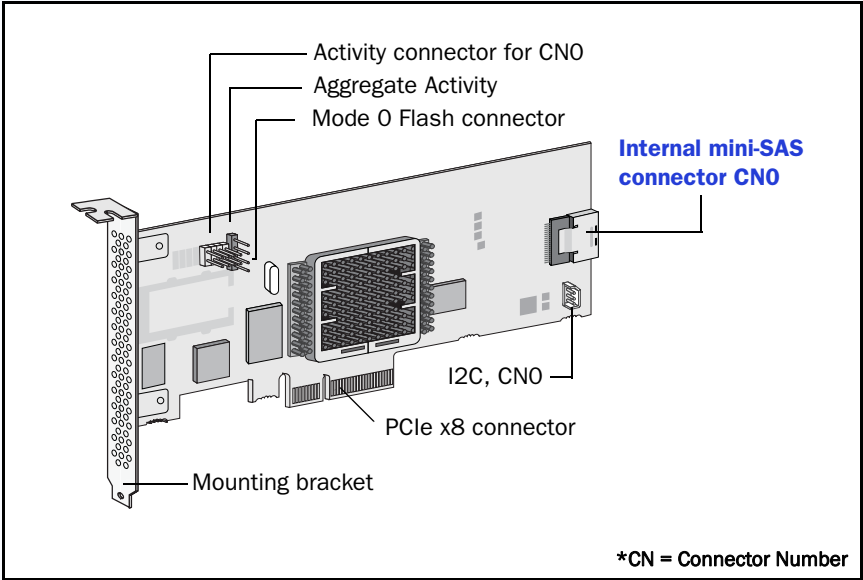 Activity connector for CN0
Aggregate Activity
Mode 0 Flash connector
Internal mini-SAS
connector CN0
I2C, CN0
PCIe x8 connector
Mounting bracket
*CN = Connector Number